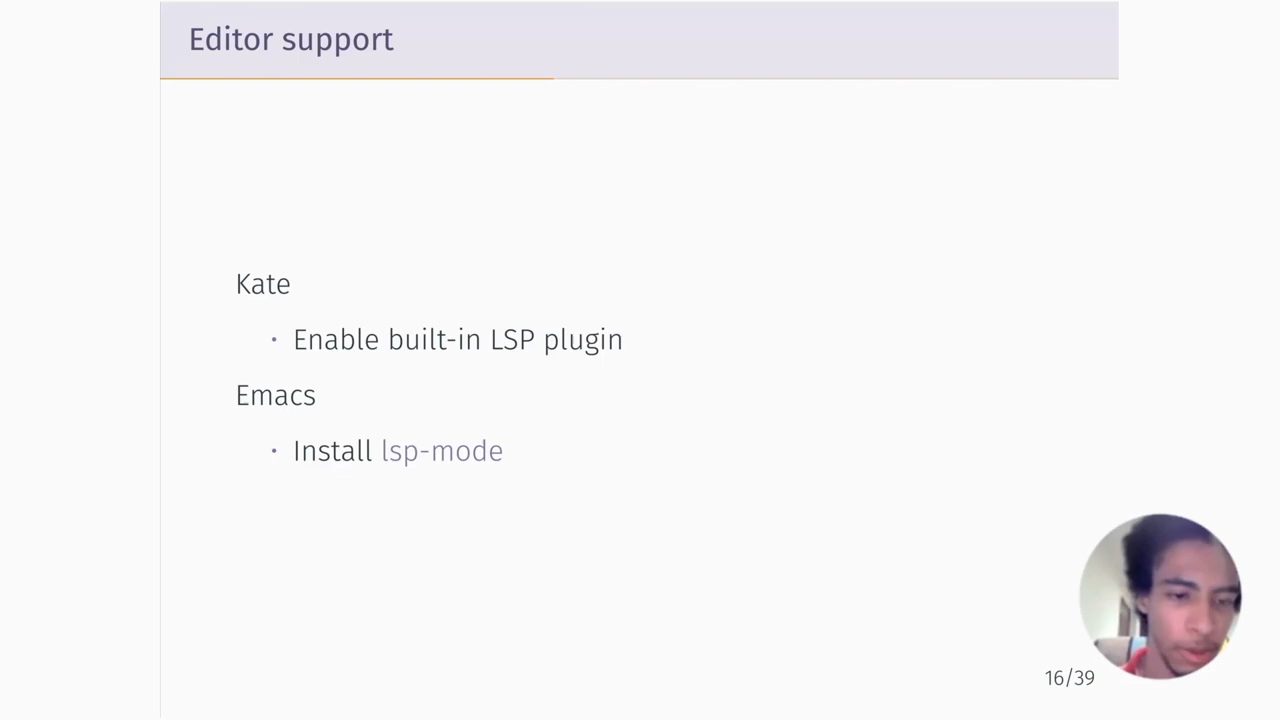 Editor support
Kate
• Enable built-in LSP plugin
Emacs
• Install lsp-mode
16/39